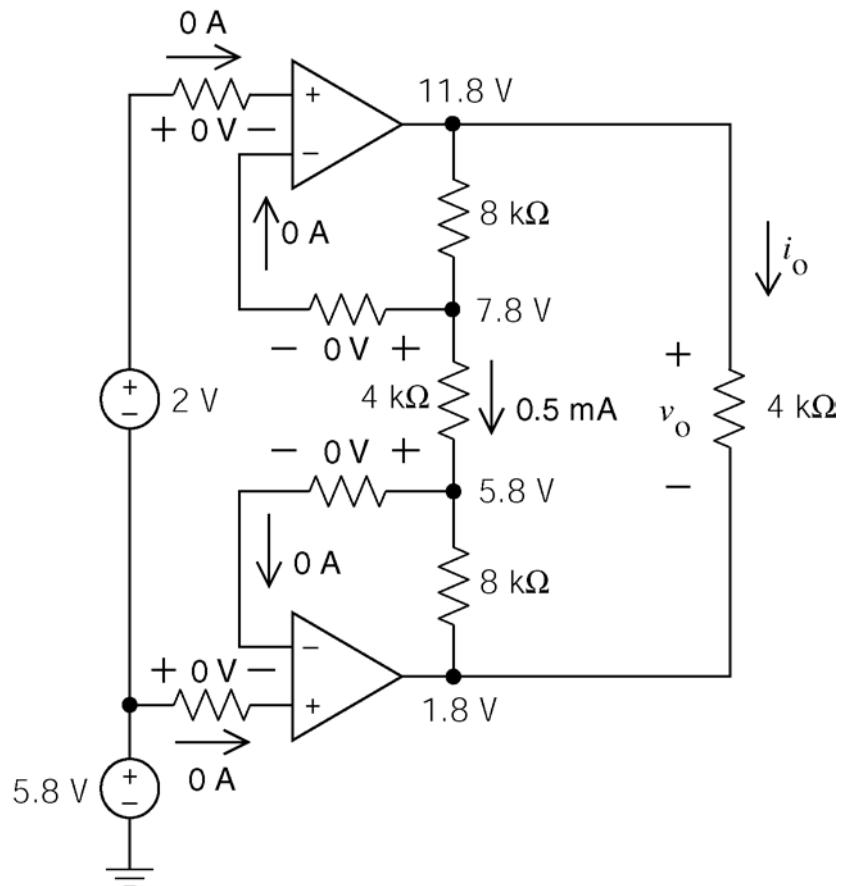 0 A
+ 0 V −
+
−
11.8 V
8 kΩ
0 A
7.8 V
− 0 V +
+
−
2 V
4 kΩ
0.5 mA
+
v_o
−
i_o
4 kΩ
− 0 V +
5.8 V
0 A
8 kΩ
+ 0 V −
−
+
1.8 V
0 A
5.8 V
+
−